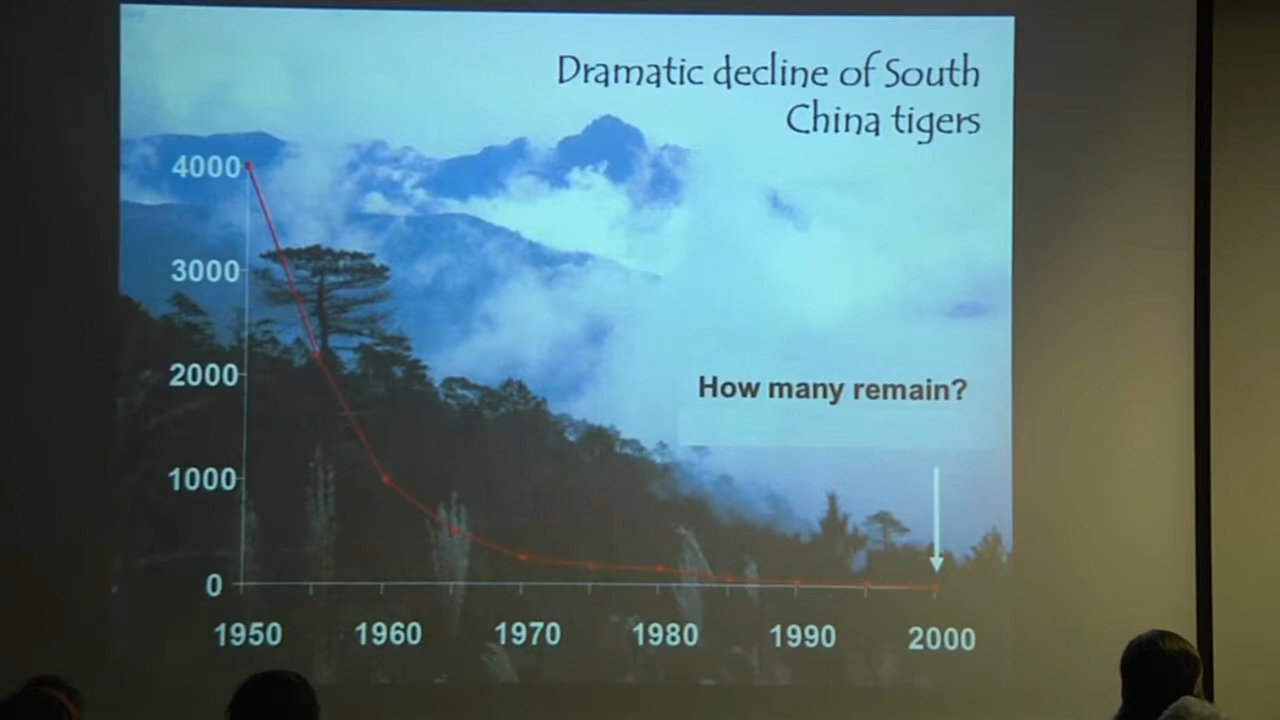 Dramatic decline of South
China tigers
4000
3000
2000
1000
0
How many remain?
1950 1960 1970 1980 1990 2000